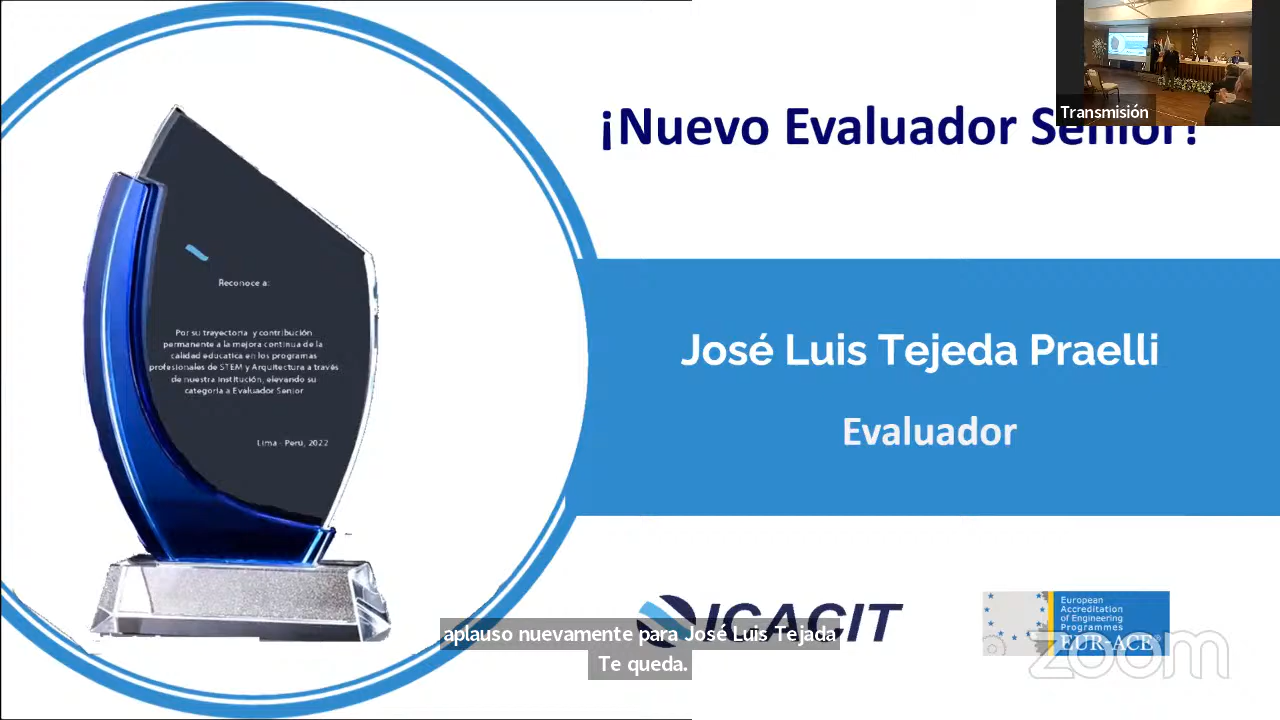 Transmisión
¡Nuevo Evaluador Senior!
Reconoce a:
Por su trayectoria y contribución
permanente a la mejora continua de la
calidad educativa en los programas
profesionales de STEM y Arquitectura a través
de nuestra institución, elevando su
categoría a Evaluador Senior
Lima - Perú, 2022
José Luis Tejeda Praelli
Evaluador
ICACIT
European
Accreditation
of Engineering
Programmes
EUR-ACE®
aplauso nuevamente para José Luis Tejada
Te queda.
zoom